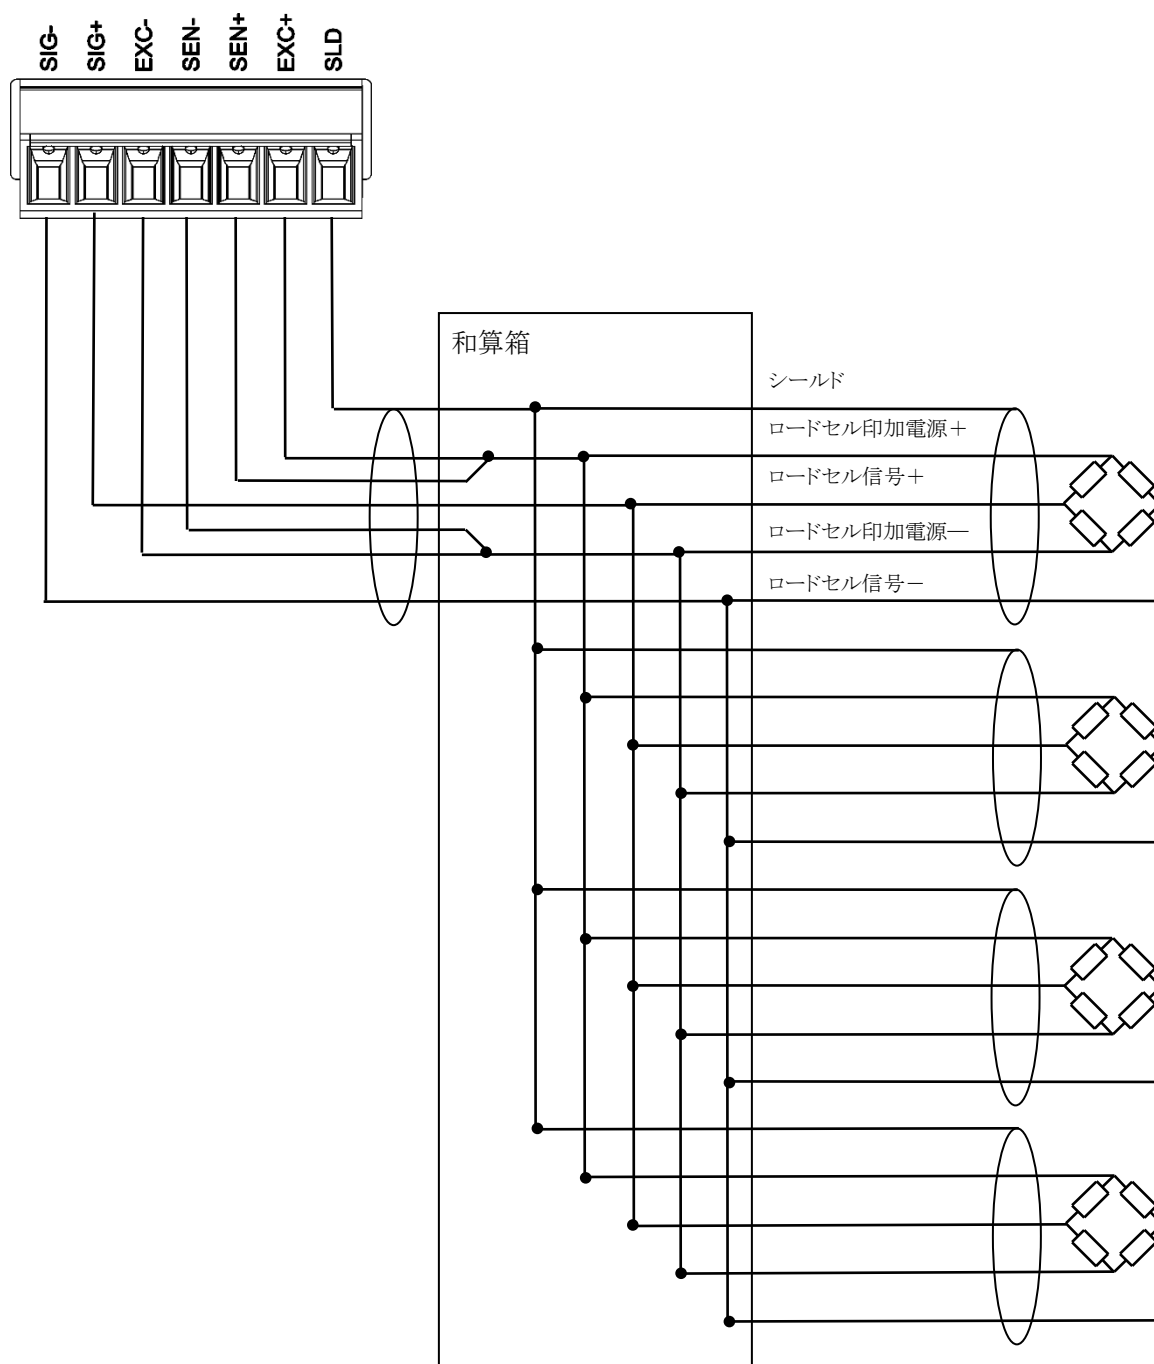 SIG-
SIG+
EXC-
SEN-
SEN+
EXC+
SLD
和算箱
シールド
ロードセル印加電源＋
ロードセル信号＋
ロードセル印加電源―
ロードセル信号－